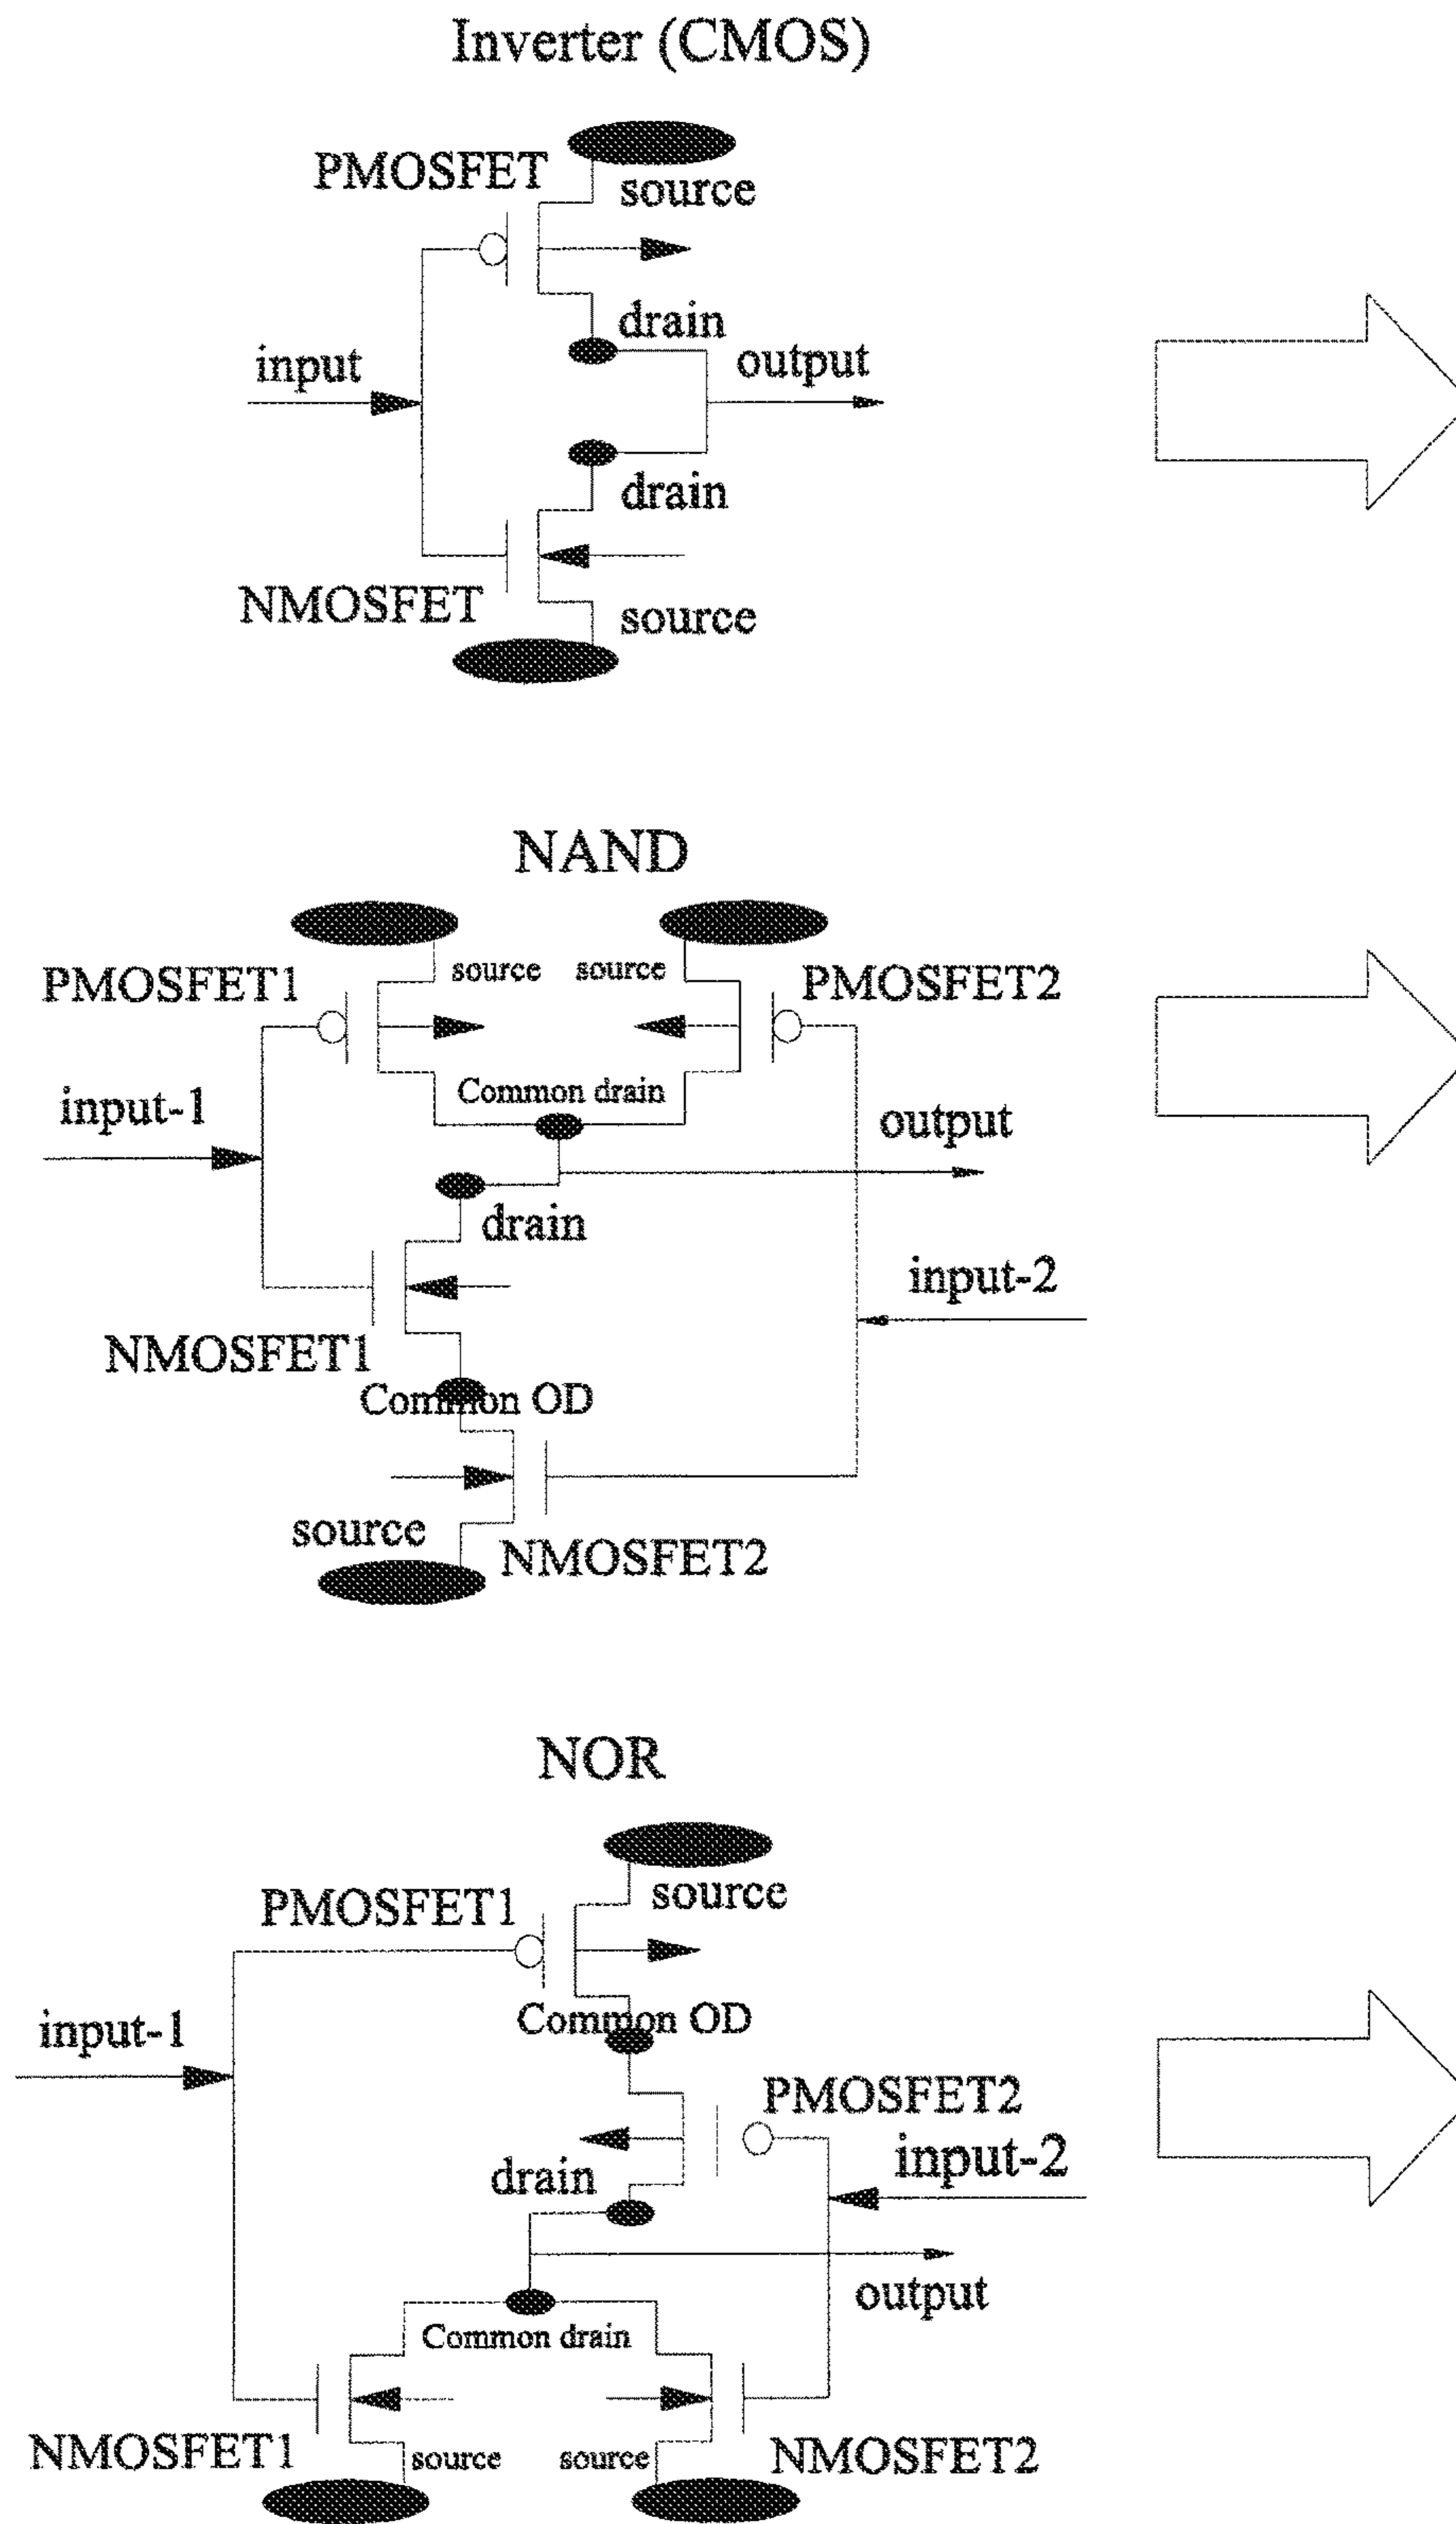 Inverter (CMOS)
PMOSFET
source
drain
input
output
drain
NMOSFET
source
NAND
source
source
PMOSFET1
PMOSFET2
Common drain
input-1
output
drain
input-2
NMOSFET1
Common OD
source
NMOSFET2
NOR
PMOSFET1
source
Common OD
input-1
PMOSFET2
input-2
drain
output
Common drain
NMOSFET1
source
source
NMOSFET2